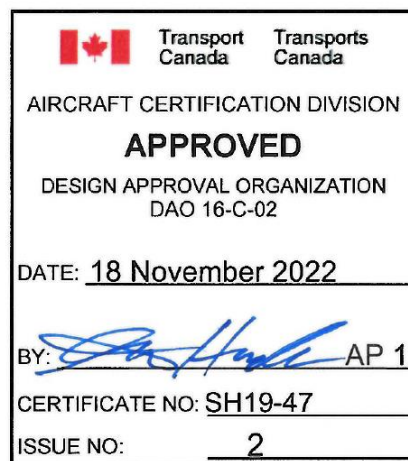 Transport Transports
Canada Canada
AIRCRAFT CERTIFICATION DIVISION
APPROVED
DESIGN APPROVAL ORGANIZATION
DAO 16-C-02
DATE: 18 November 2022
BY: AP 1
CERTIFICATE NO: SH19-47
ISSUE NO: 2